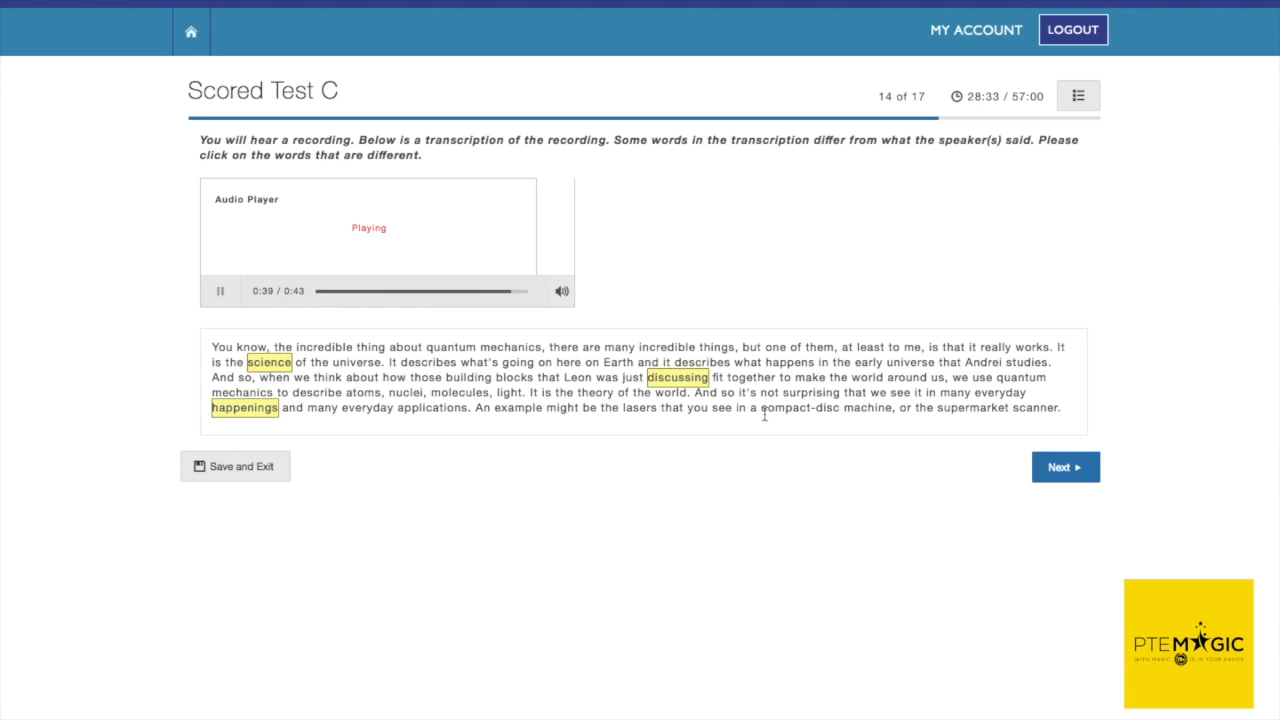 MY ACCOUNT
LOGOUT
Scored Test C
14 of 17
28:33 / 57:00
You will hear a recording. Below is a transcription of the recording. Some words in the transcription differ from what the speaker(s) said. Please
click on the words that are different.
Audio Player
Playing
0:39 / 0:43
You know, the incredible thing about quantum mechanics, there are many incredible things, but one of them, at least to me, is that it really works. It
is the science of the universe. It describes what's going on here on Earth and it describes what happens in the early universe that Andrei studies.
And so, when we think about how those building blocks that Leon was just discussing fit together to make the world around us, we use quantum
mechanics to describe atoms, nuclei, molecules, light. It is the theory of the world. And so it's not surprising that we see it in many everyday
happenings and many everyday applications. An example might be the lasers that you see in a compact-disc machine, or the supermarket scanner.
Save and Exit
Next
PTEMAGIC
WITH MAGIC, IS IN YOUR HANDS